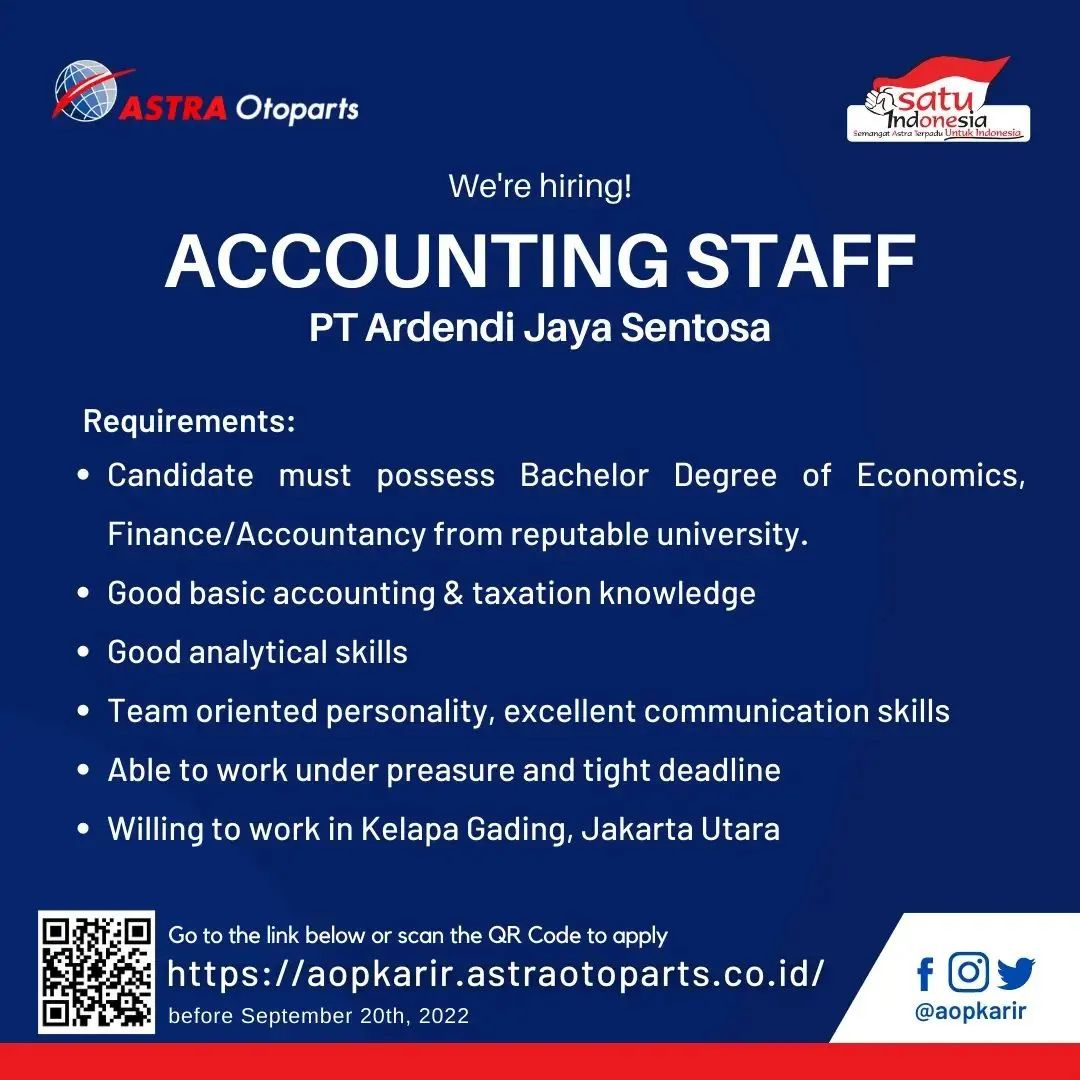 ASTRA Otoparts
satu
Indonesia
Semangat Astra Terpadu Untuk Indonesia
We're hiring!
ACCOUNTING STAFF
PT Ardendi Jaya Sentosa
Requirements:
• Candidate must possess Bachelor Degree of Economics,
Finance/Accountancy from reputable university.
• Good basic accounting & taxation knowledge
• Good analytical skills
• Team oriented personality, excellent communication skills
• Able to work under preasure and tight deadline
• Willing to work in Kelapa Gading, Jakarta Utara
Go to the link below or scan the QR Code to apply
https://aopkarir.astraotoparts.co.id/
before September 20th, 2022
@aopkarir